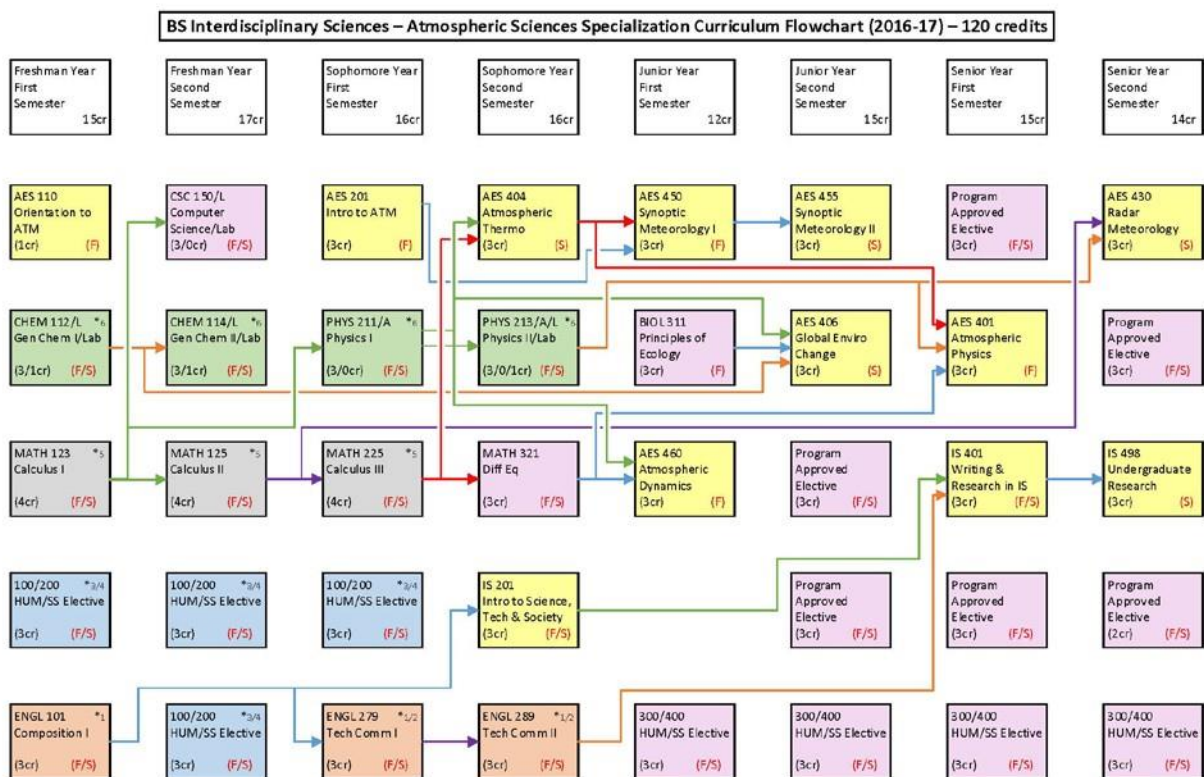 BS Interdisciplinary Sciences – Atmospheric Sciences Specialization Curriculum Flowchart (2016-17) – 120 credits
Freshman Year
First
Semester
15cr
Freshman Year
Second
Semester
17cr
Sophomore Year
First
Semester
16cr
Sophomore Year
Second
Semester
16cr
Junior Year
First
Semester
12cr
Junior Year
Second
Semester
15cr
Senior Year
First
Semester
15cr
Senior Year
Second
Semester
14cr
AES 110
Orientation to
ATM
(1cr) (F)
CSC 150/L
Computer
Science/Lab
(3/0cr) (F/S)
AES 201
Intro to ATM
(3cr) (F)
AES 404
Atmospheric
Thermo
(3cr) (S)
AES 450
Synoptic
Meteorology I
(3cr) (F)
AES 455
Synoptic
Meteorology II
(3cr) (S)
Program
Approved
Elective
(3cr) (F/S)
AES 430
Radar
Meteorology
(3cr) (S)
CHEM 112/L *6
Gen Chem I/Lab
(3/1cr) (F/S)
CHEM 114/L *6
Gen Chem II/Lab
(3/1cr) (F/S)
PHYS 211/A *6
Physics I
(3/0cr) (F/S)
PHYS 213/A/L *6
Physics II/Lab
(3/0/1cr) (F/S)
BIOL 311
Principles of
Ecology
(3cr) (F)
AES 406
Global Enviro
Change
(3cr) (S)
AES 401
Atmospheric
Physics
(3cr) (F)
Program
Approved
Elective
(3cr) (F/S)
MATH 123 *5
Calculus I
(4cr) (F/S)
MATH 125 *5
Calculus II
(4cr) (F/S)
MATH 225 *5
Calculus III
(4cr) (F/S)
MATH 321
Diff Eq
(3cr) (F/S)
AES 460
Atmospheric
Dynamics
(3cr) (F)
Program
Approved
Elective
(3cr) (F/S)
IS 401
Writing &
Research in IS
(3cr) (F/S)
IS 498
Undergraduate
Research
(3cr) (S)
100/200 *3/4
HUM/SS Elective
(3cr) (F/S)
100/200 *3/4
HUM/SS Elective
(3cr) (F/S)
100/200 *3/4
HUM/SS Elective
(3cr) (F/S)
IS 201
Intro to Science,
Tech & Society
(3cr) (F/S)
Program
Approved
Elective
(3cr) (F/S)
Program
Approved
Elective
(3cr) (F/S)
Program
Approved
Elective
(2cr) (F/S)
ENGL 101 *1
Composition I
(3cr) (F/S)
100/200 *3/4
HUM/SS Elective
(3cr) (F/S)
ENGL 279 *1/2
Tech Comm I
(3cr) (F/S)
ENGL 289 *1/2
Tech Comm II
(3cr) (F/S)
300/400
HUM/SS Elective
(3cr) (F/S)
300/400
HUM/SS Elective
(3cr) (F/S)
300/400
HUM/SS Elective
(3cr) (F/S)
300/400
HUM/SS Elective
(3cr) (F/S)